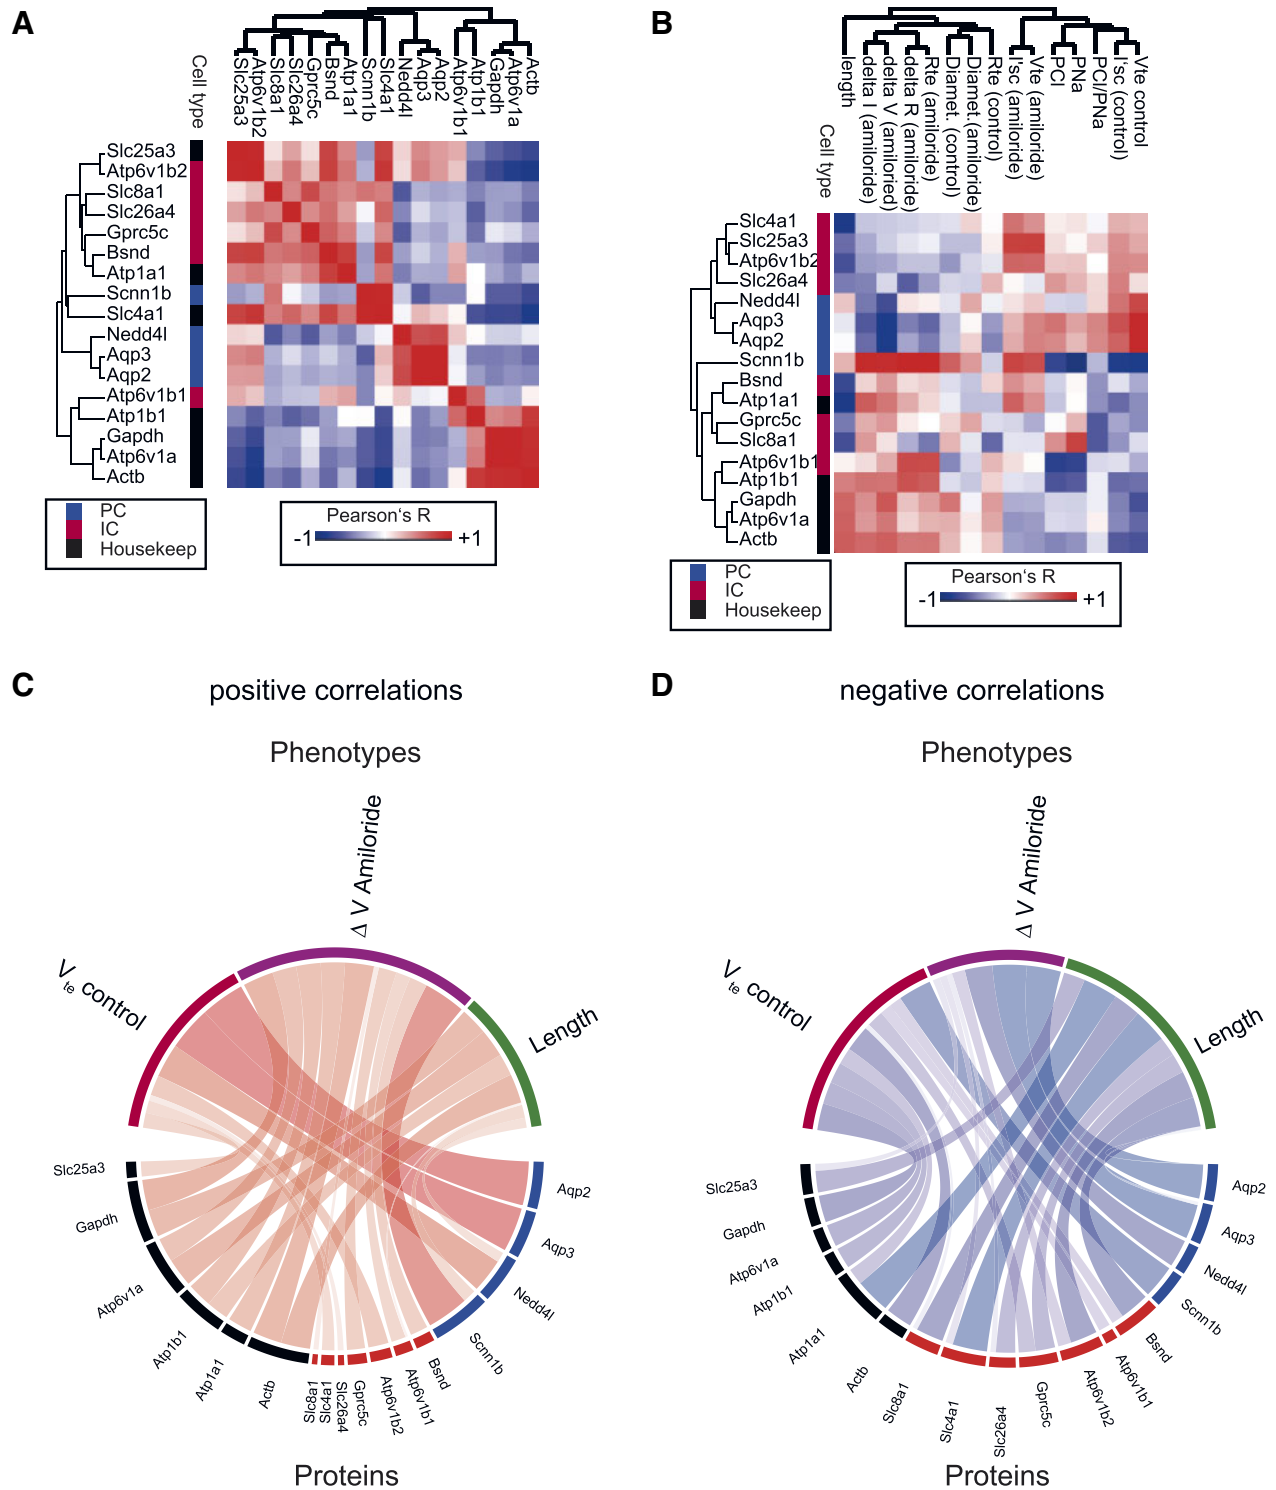 A
Cell type
Slc25a3
Atp6v1b2
Slc8a1
Slc26a4
Gprc5c
Bsnd
Atp1a1
Scnn1b
Slc4a1
Nedd4l
Aqp3
Aqp2
Atp6v1b1
Atp1b1
Gapdh
Atp6v1a
Actb
Slc25a3
Atp6v1b2
Slc8a1
Slc26a4
Gprc5c
Bsnd
Atp1a1
Scnn1b
Slc4a1
Nedd4l
Aqp3
Aqp2
Atp6v1b1
Atp1b1
Gapdh
Atp6v1a
Actb
PC
IC
Housekeep
Pearson's R
-1 +1
B
Cell type
length
delta I (amiloride)
delta V (amiloried)
delta R (amiloride)
Rte (amiloride)
Diamet. (control)
Diamet.(amiloride)
Rte (control)
I'sc (amiloride)
Vte (amiloride)
PCl
PNa
PCl/PNa
I'sc (control)
Vte control
Slc4a1
Slc25a3
Atp6v1b2
Slc26a4
Nedd4l
Aqp3
Aqp2
Scnn1b
Bsnd
Atp1a1
Gprc5c
Slc8a1
Atp6v1b1
Atp1b1
Gapdh
Atp6v1a
Actb
PC
IC
Housekeep
Pearson's R
-1 +1
C
positive correlations
Phenotypes
Vte control
Δ V Amiloride
Length
Slc25a3
Gapdh
Atp6v1a
Atp1b1
Atp1a1
Actb
Slc8a1
Slc4a1
Slc26a4
Gprc5c
Atp6v1b2
Atp6v1b1
Bsnd
Scnn1b
Nedd4l
Aqp3
Aqp2
Proteins
D
negative correlations
Phenotypes
Vte control
Δ V Amiloride
Length
Slc25a3
Gapdh
Atp6v1a
Atp1b1
Atp1a1
Actb
Slc8a1
Slc4a1
Slc26a4
Gprc5c
Atp6v1b2
Atp6v1b1
Bsnd
Scnn1b
Nedd4l
Aqp3
Aqp2
Proteins